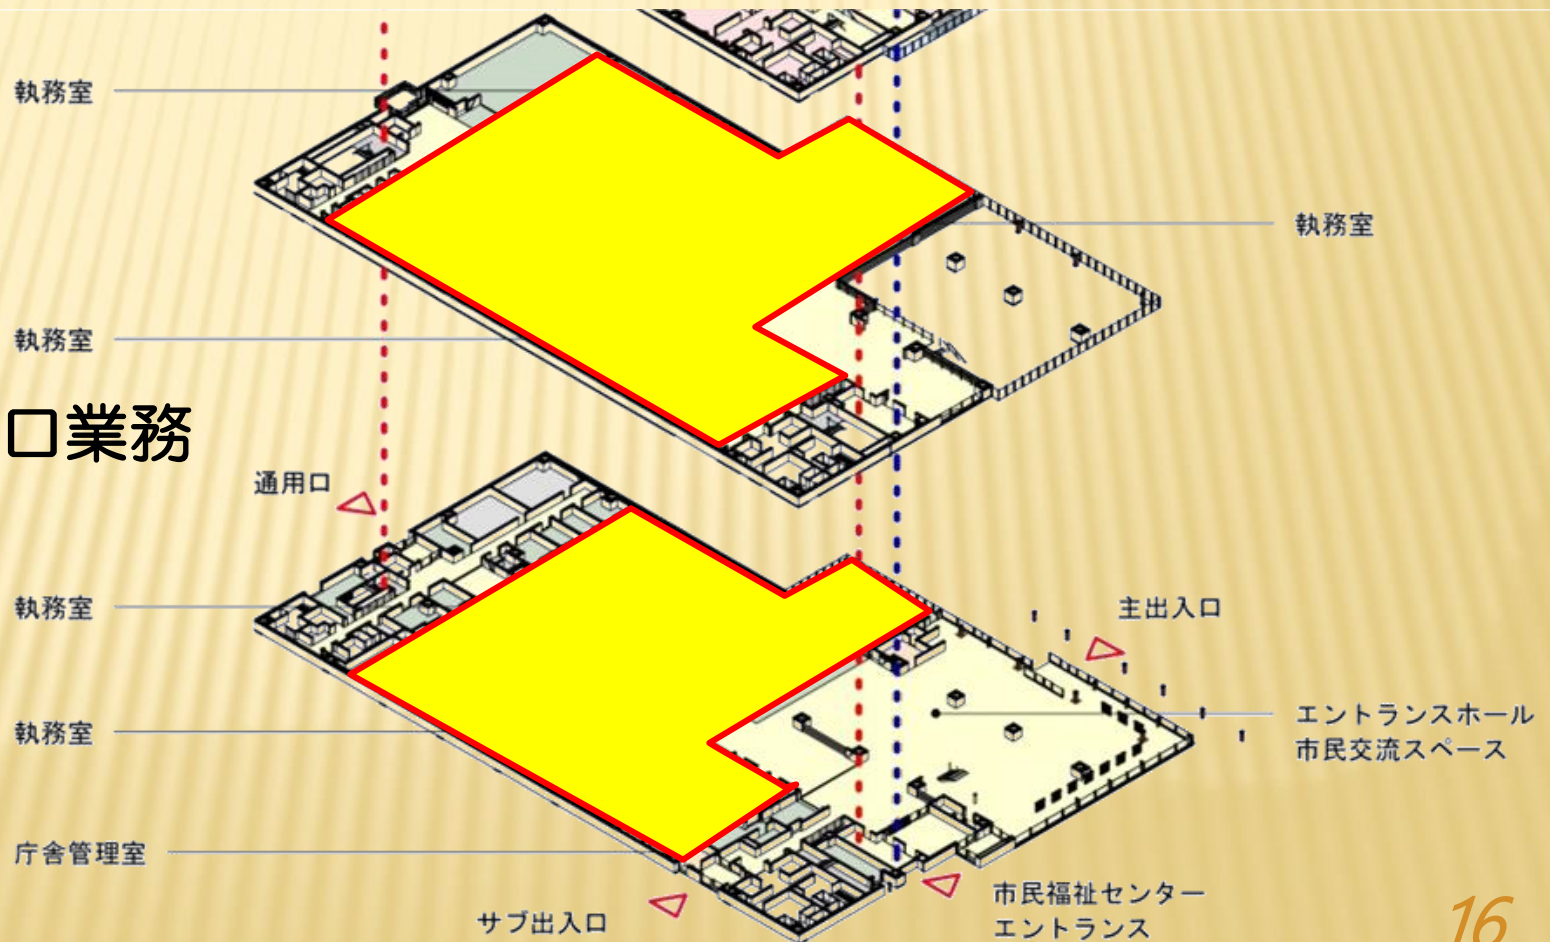 執務室
執務室
執務室
口業務
通用口
執務室
主出入口
執務室
エントランスホール
市民交流スペース
庁舎管理室
サブ出入口
市民福祉センター
エントランス
16